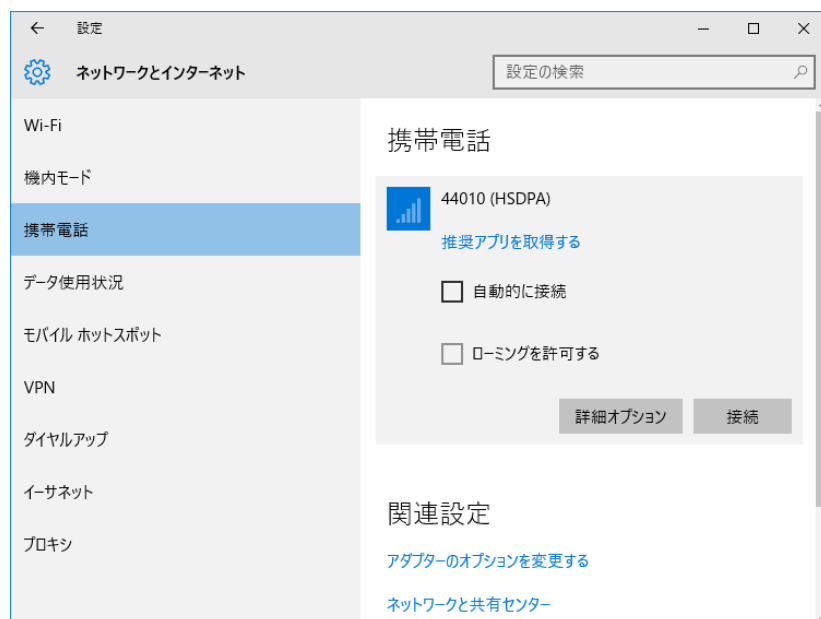 設定
ネットワークとインターネット
設定の検索
Wi-Fi
機内モード
携帯電話
データ使用状況
モバイル ホットスポット
VPN
ダイヤルアップ
イーサネット
プロキシ
携帯電話
44010 (HSDPA)
推奨アプリを取得する
自動的に接続
ローミングを許可する
詳細オプション
接続
関連設定
アダプターのオプションを変更する
ネットワークと共有センター